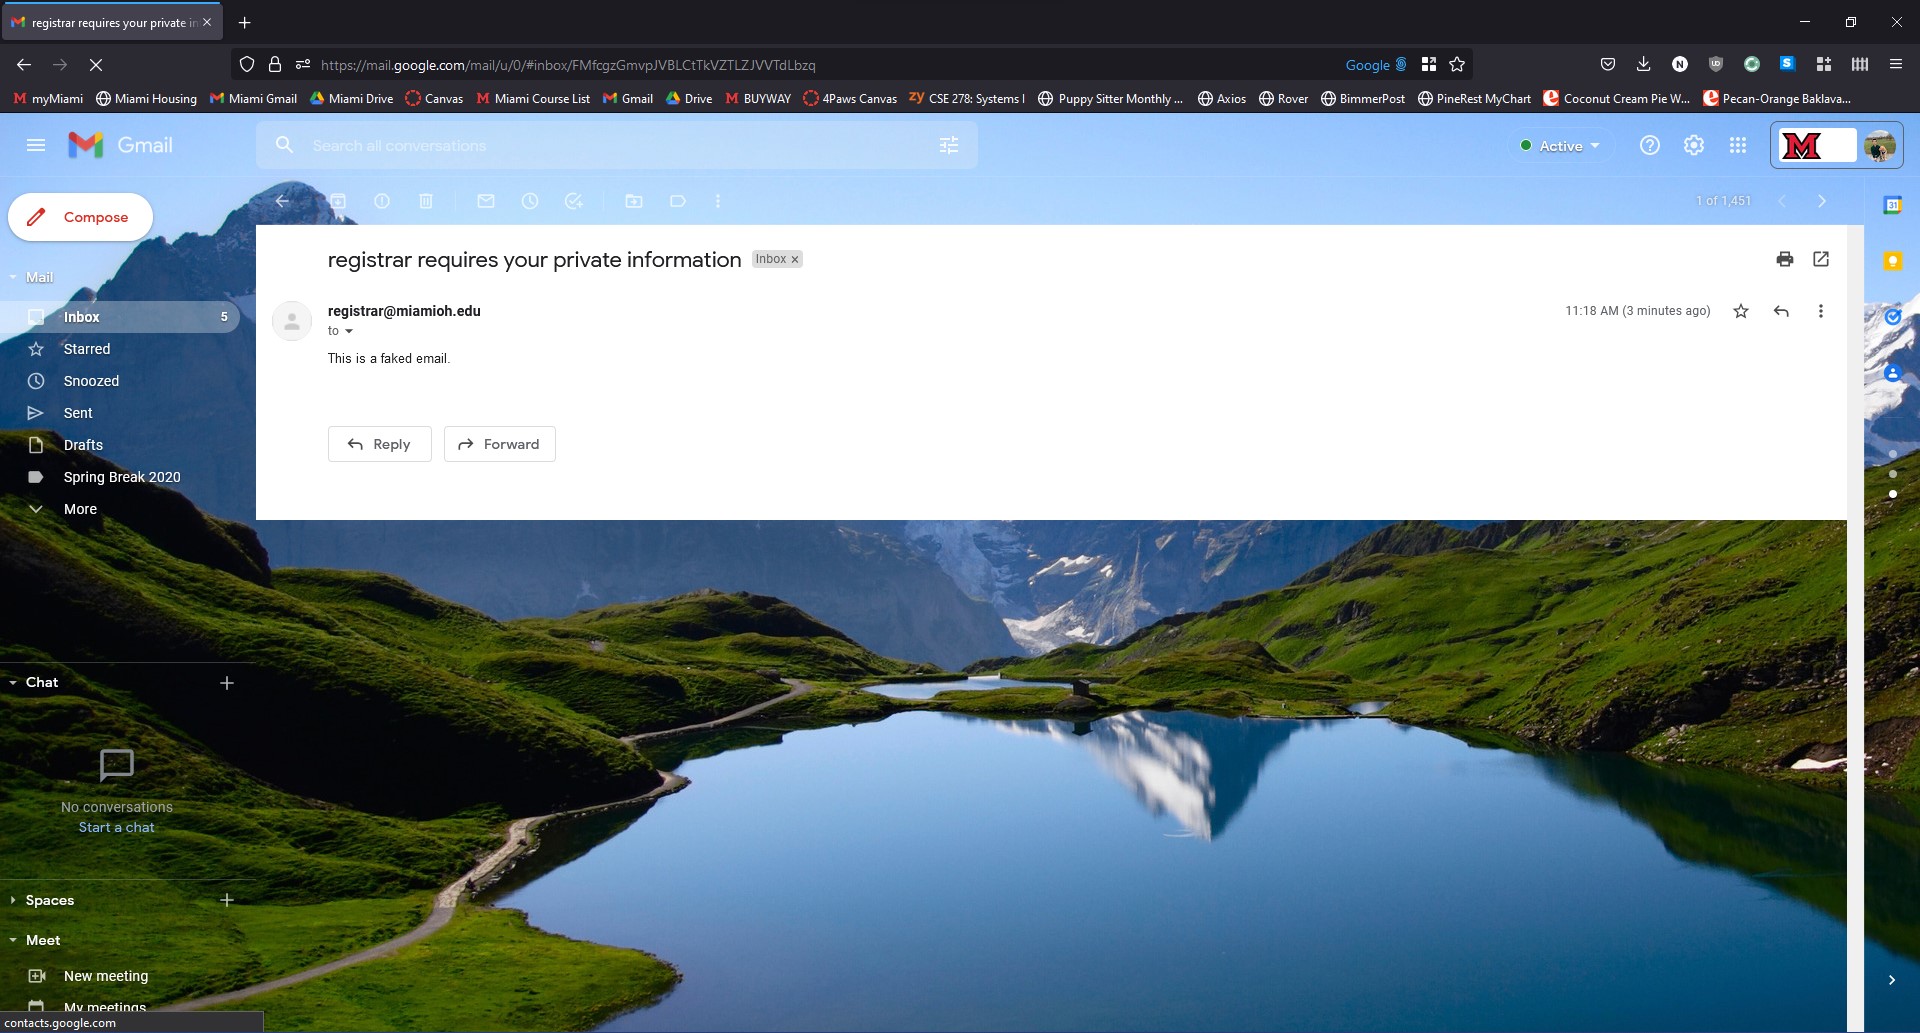 registrar requires your private in
https://mail.google.com/mail/u/0/#inbox/FMfcgzGmvpJVBLCtTkVZTLZJVVTdLbzq
Google
myMiami Miami Housing Miami Gmail Miami Drive Canvas Miami Course List Gmail Drive BUYWAY 4Paws Canvas CSE 278: Systems I Puppy Sitter Monthly ... Axios Rover BimmerPost PineRest MyChart Coconut Cream Pie W... Pecan-Orange Baklava...
Gmail
Search all conversations
Active
M
Compose
1 of 1,451
31
Mail
Inbox 5
Starred
Snoozed
Sent
Drafts
Spring Break 2020
More
registrar requires your private information Inbox x
registrar@miamioh.edu
11:18 AM (3 minutes ago)
to
This is a faked email.
Reply Forward
Chat
No conversations
Start a chat
Spaces
Meet
New meeting
My meetings
contacts.google.com